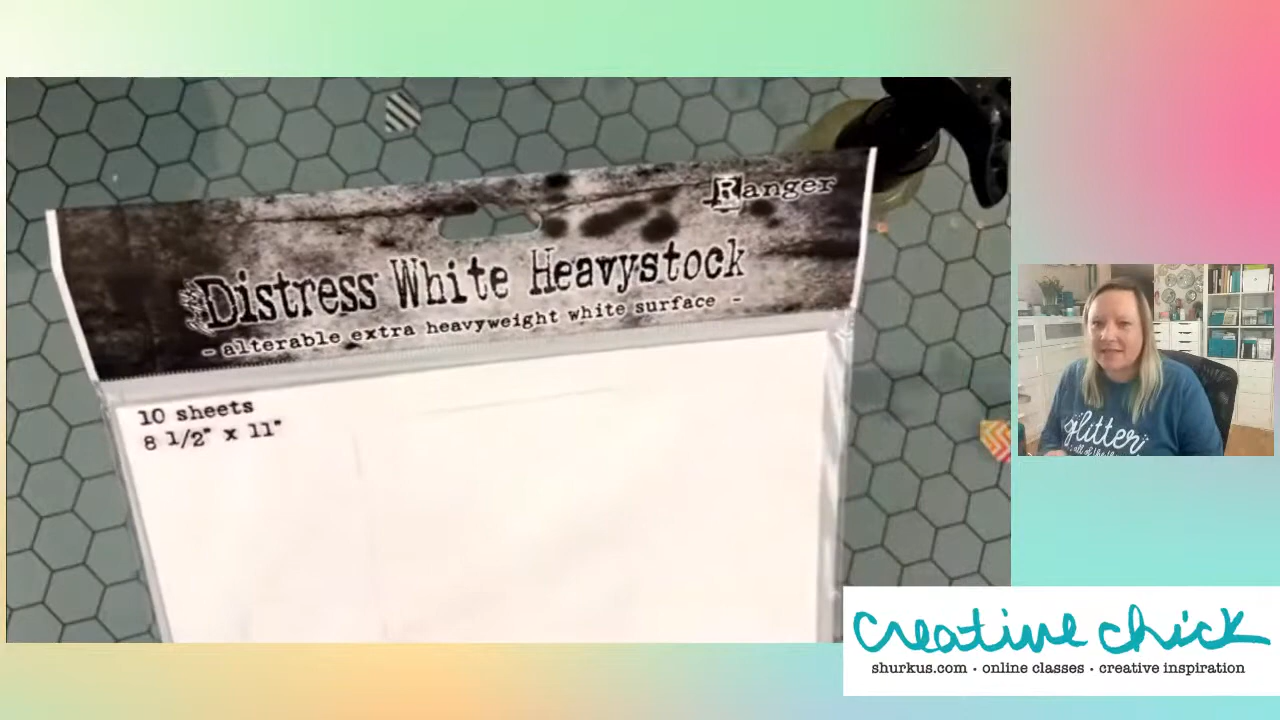 Ranger
Distress White Heavystock
- alterable extra heavyweight white surface -
10 sheets
8 1/2" x 11"
glitter
creative chick
shurkus.com · online classes · creative inspiration